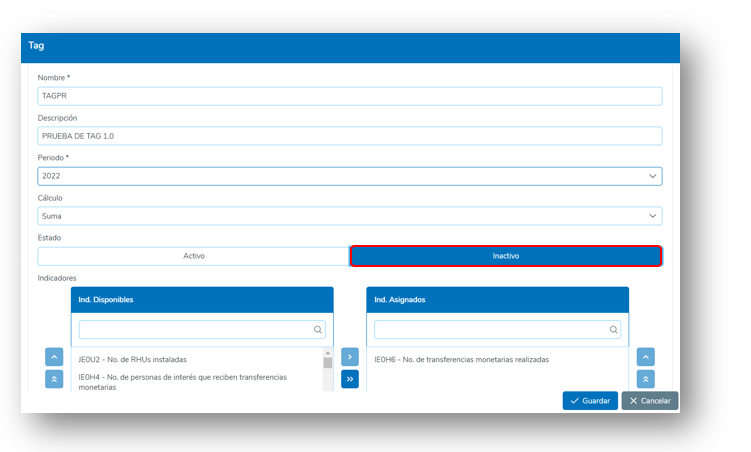 Tag
Nombre *
TAGPR
Descripción
PRUEBA DE TAG 1.0
Periodo *
2022
Cálculo
Suma
Estado
Activo
Inactivo
Indicadores
Ind. Disponibles
Ind. Asignados
JE0U2 - No. de RHUs instaladas
IE0H4 - No. de personas de interés que reciben transferencias
monetarias
IE0H6 - No. de transferencias monetarias realizadas
Guardar
Cancelar